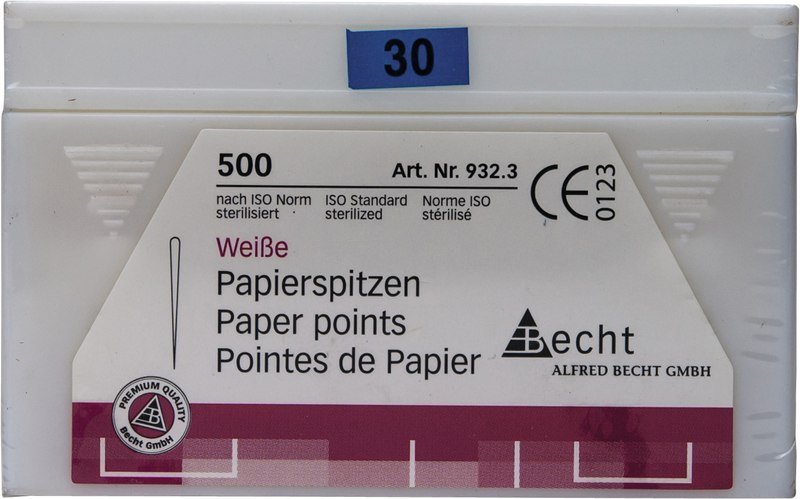 30
500 Art. Nr. 932.3
CE 0123
nach ISO Norm ISO Standard Norme ISO
sterilisiert sterilized stérilisé
Weiße
Papierspitzen
Paper points
Pointes de Papier
Becht
ALFRED BECHT GMBH
PREMIUM QUALITY
B
Becht GmbH